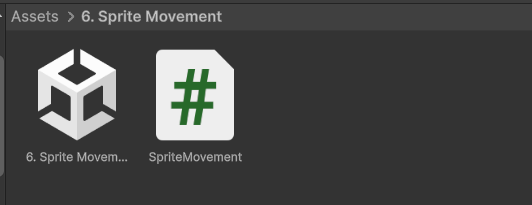 Assets > 6. Sprite Movement
6. Sprite Movem...
SpriteMovement